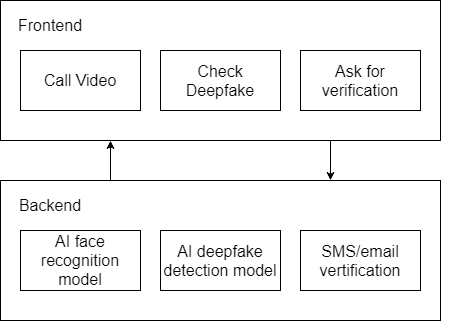 Frontend
Call Video
Check
Deepfake
Ask for
verification
Backend
AI face
recognition
model
AI deepfake
detection model
SMS/email
vertification